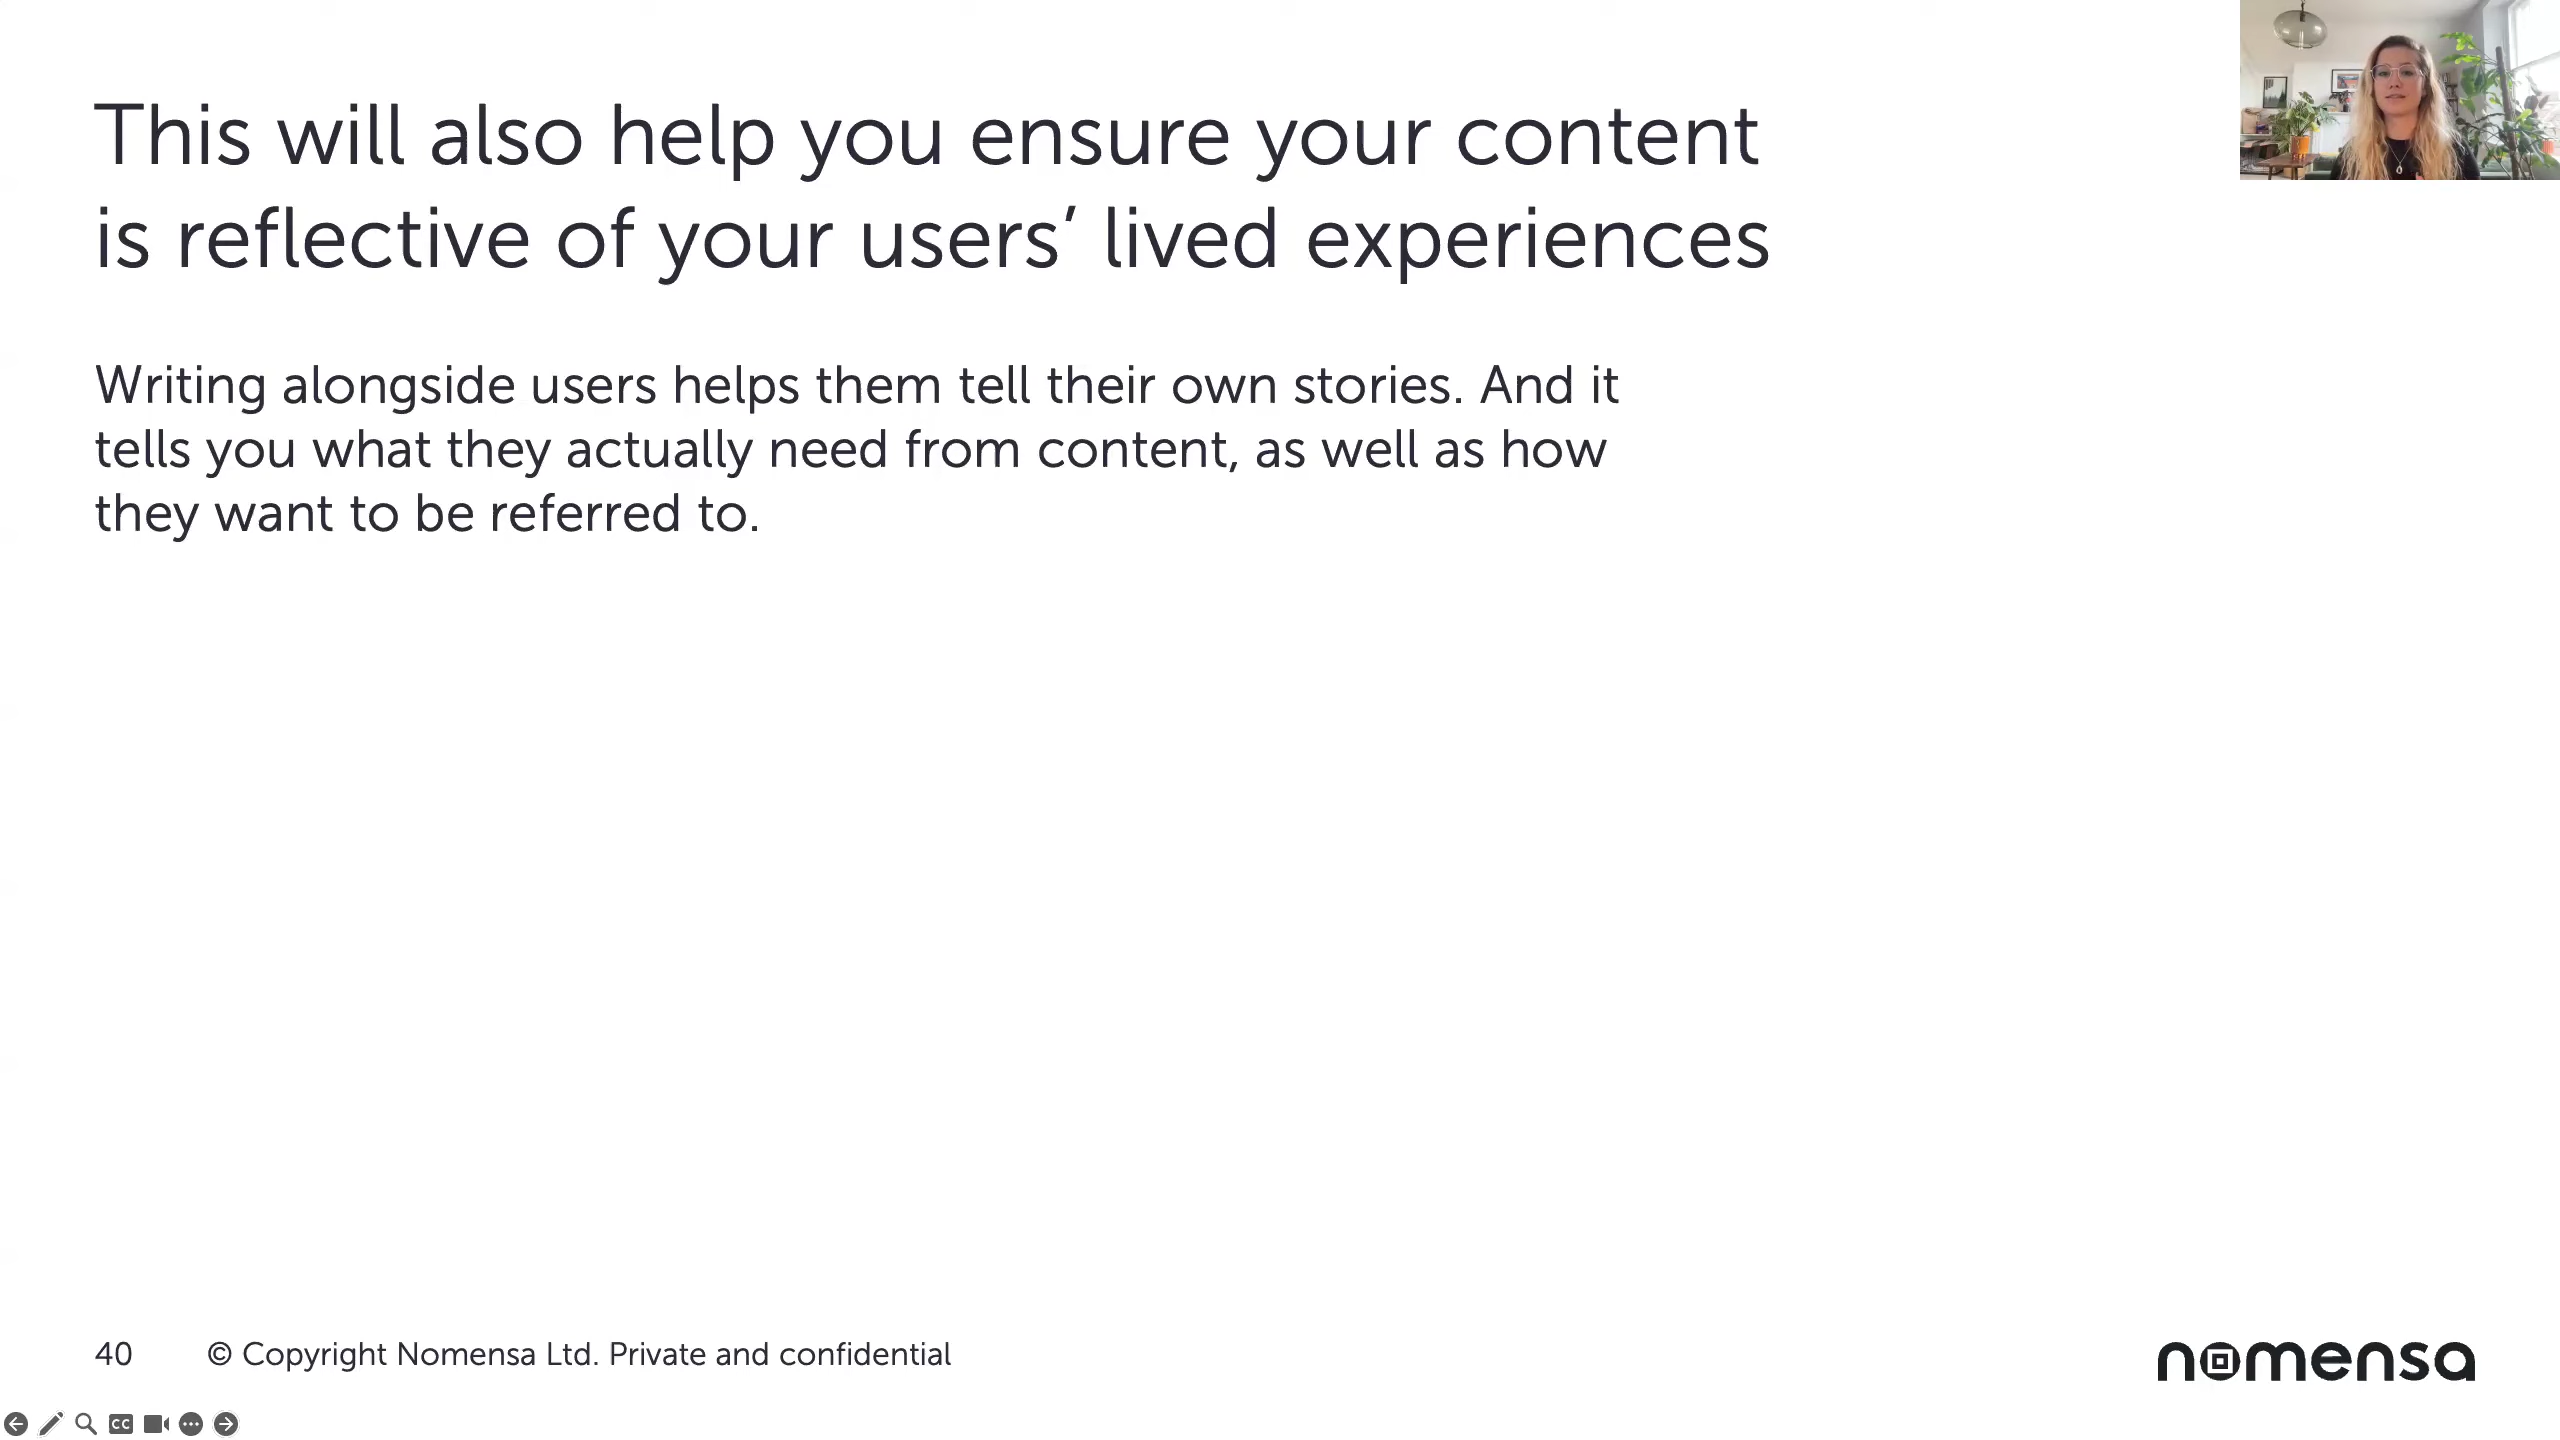 This will also help you ensure your content
is reflective of your users’ lived experiences
Writing alongside users helps them tell their own stories. And it
tells you what they actually need from content, as well as how
they want to be referred to.
40 © Copyright Nomensa Ltd. Private and confidential
nomensa
CC